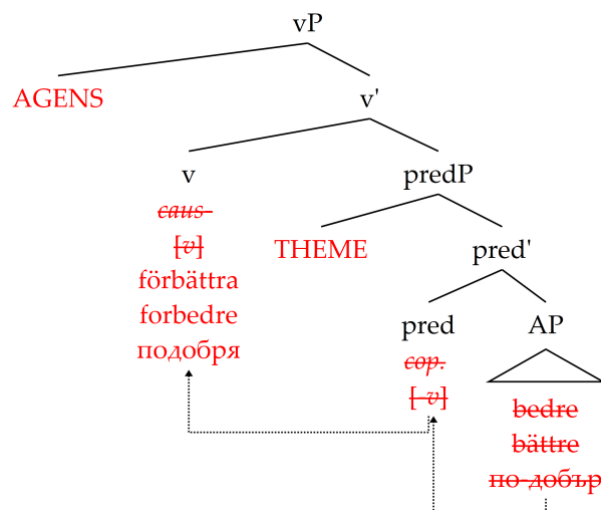 vP
AGENS v'
v predP
caus-
[v]
förbättra
forbedre
подобря
THEME pred'
pred AP
cop.
[-v]
bedre
bättre
по-добър